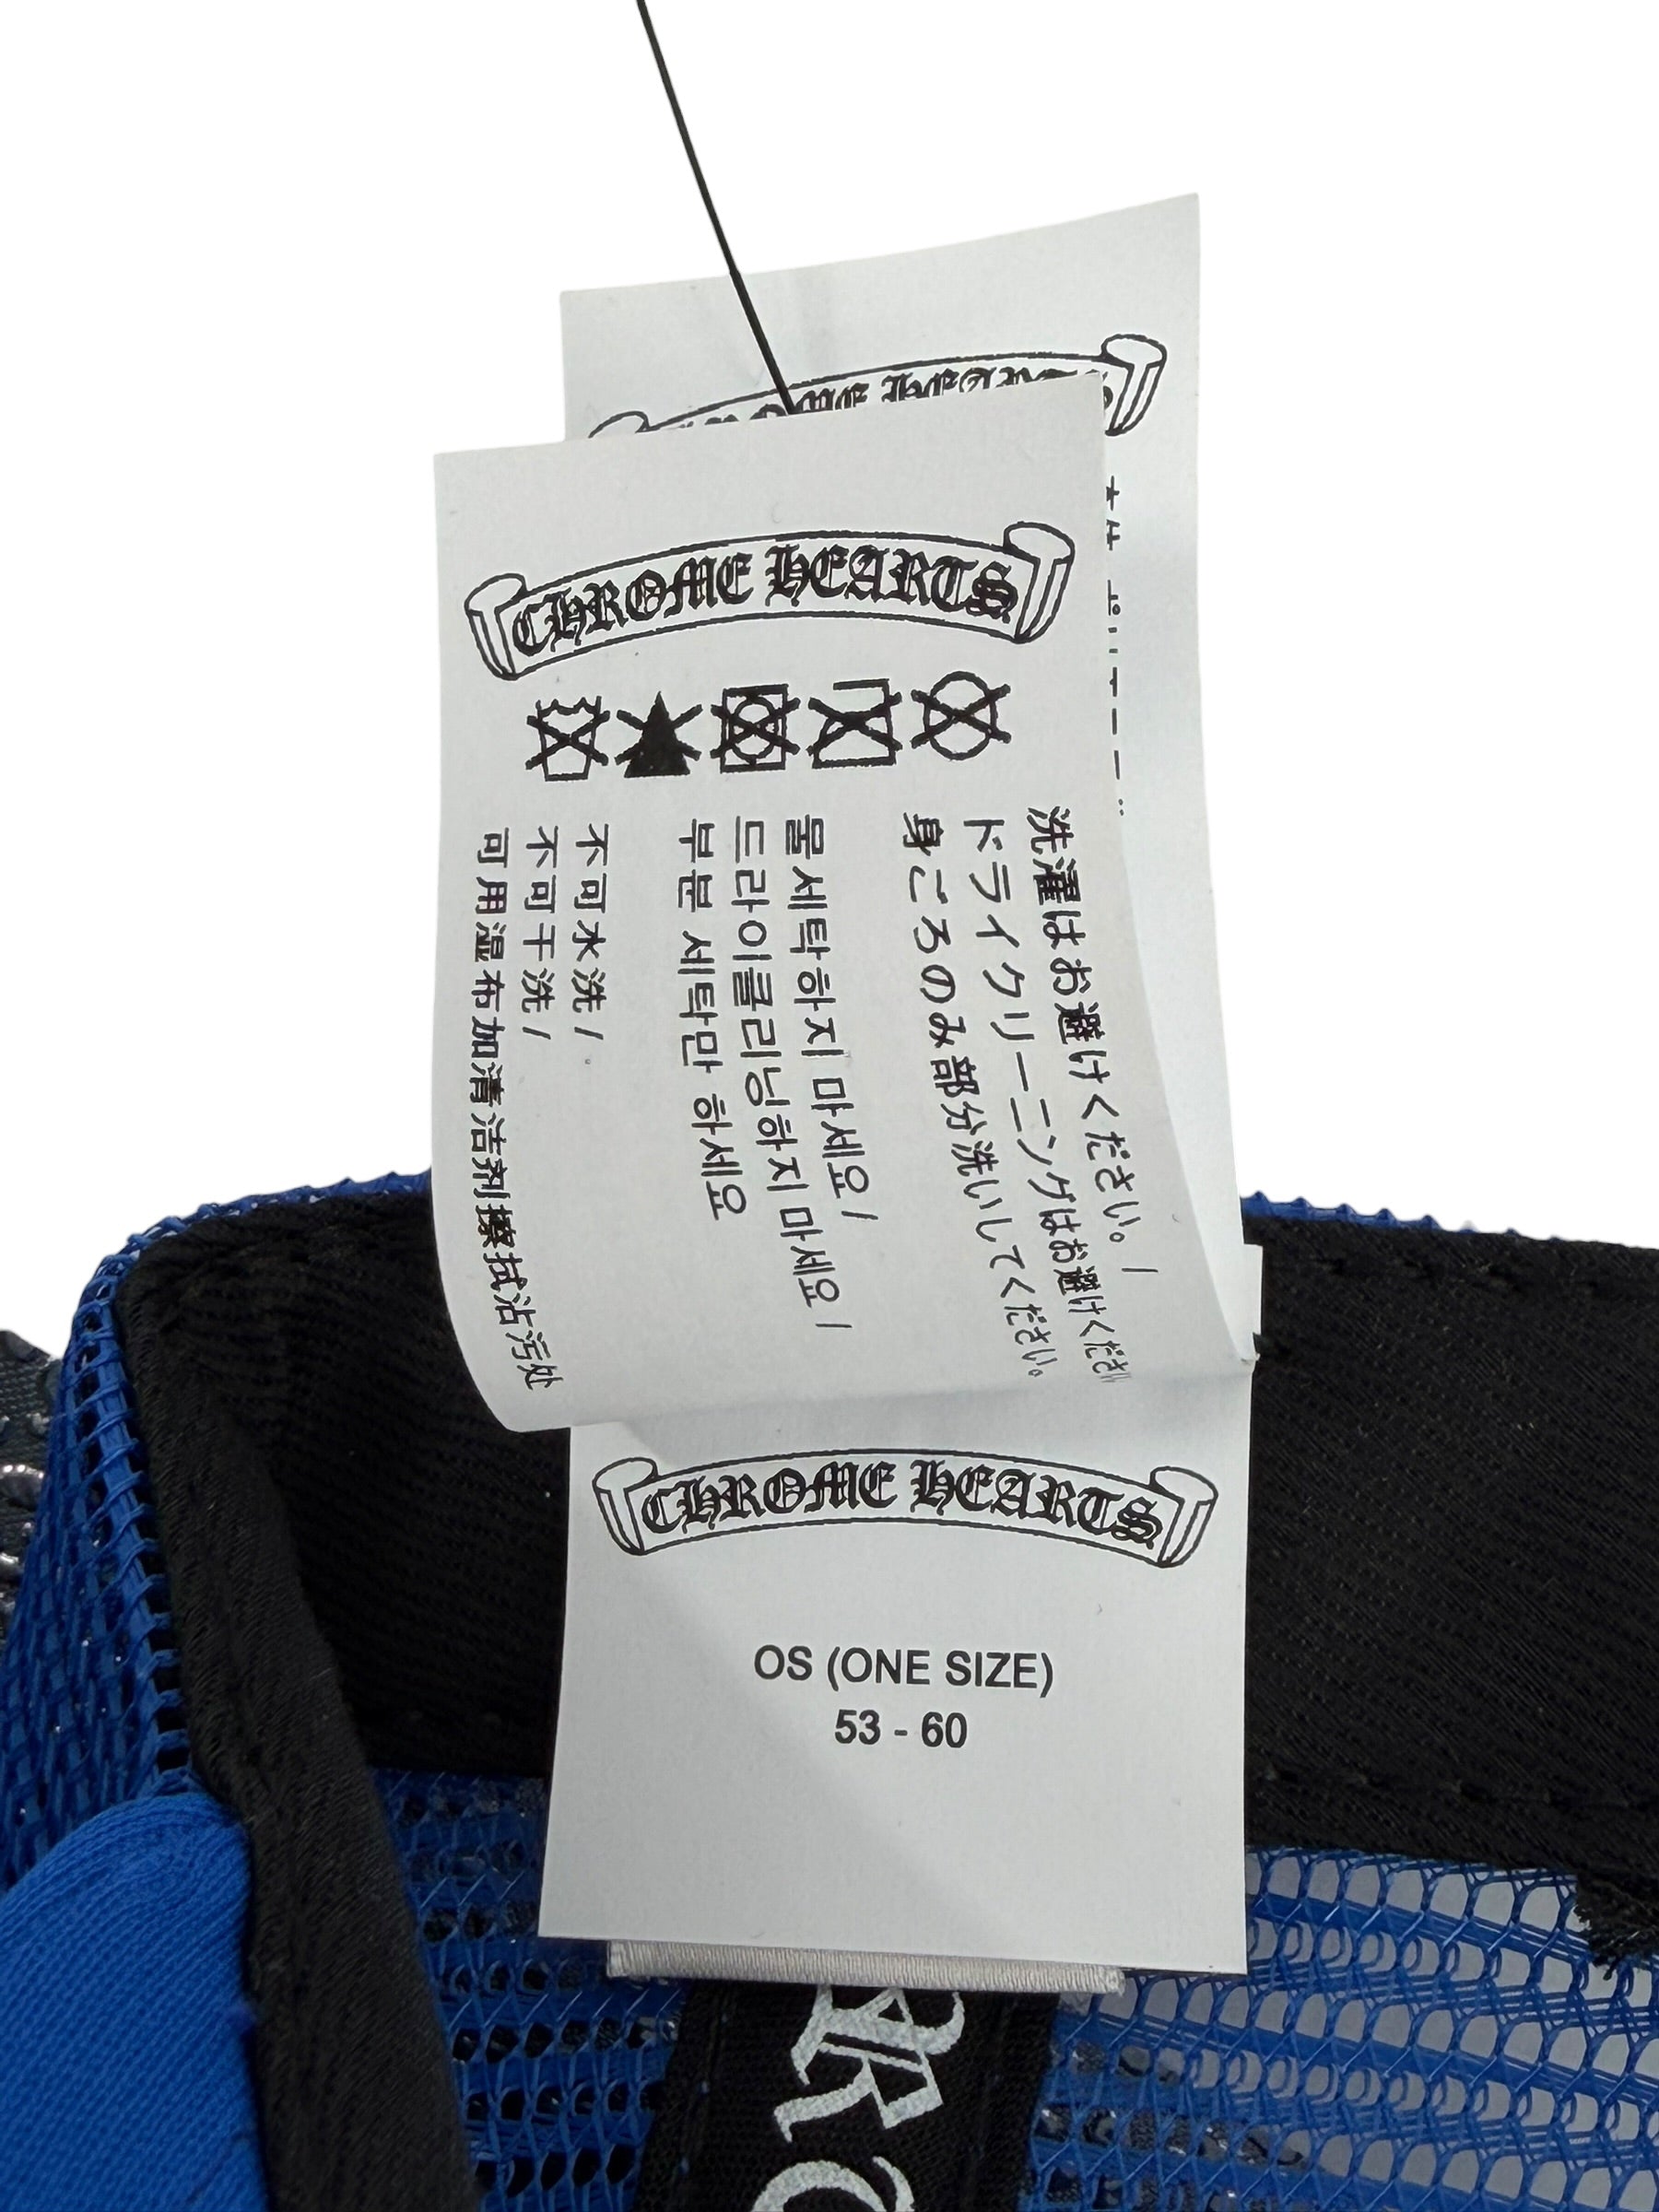 CHROME HEARTS
CHROME HEARTS
洗濯はお避けください。/
ドライクリーニングはお避けくださ
身ごろのみ部分洗いしてください。
물세탁하지 마세요 /
드라이클리닝하지 마세요 /
부분 세탁만 하세요
不可水洗 /
不可干洗 /
可用湿布加清洁剂擦拭沾污处
CHROME HEARTS
OS (ONE SIZE)
53 - 60